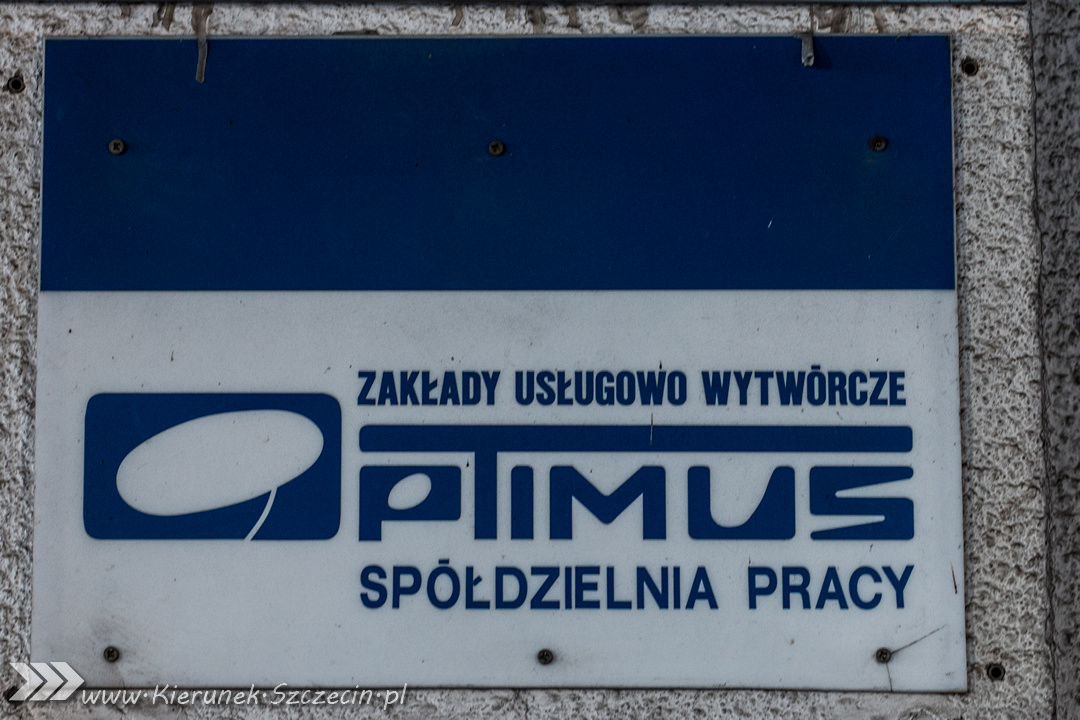 ZAKŁADY USŁUGOWO WYTWÓRCZE
OPTIMUS
SPÓŁDZIELNIA PRACY
www.Kierunek.Szczecin.pl